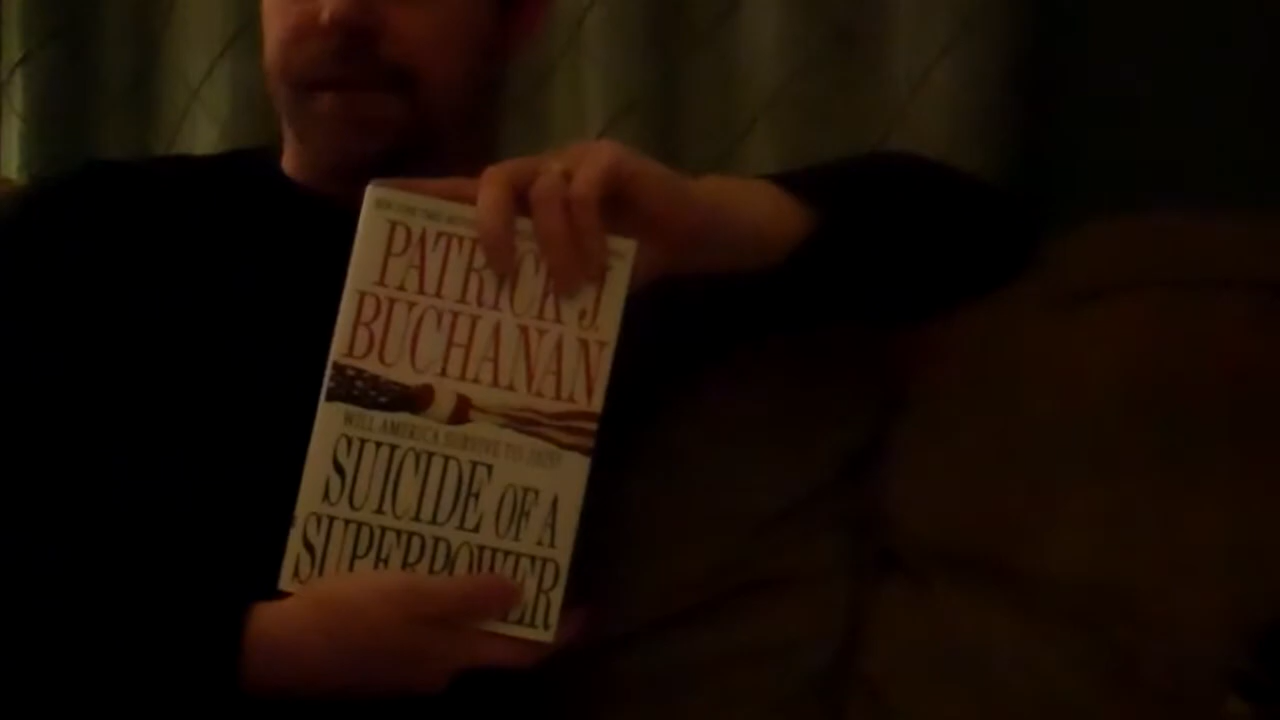 PATRICK J.
BUCHANAN
WILL AMERICA SURVIVE TO 2025?
SUICIDE OF A
SUPERPOWER